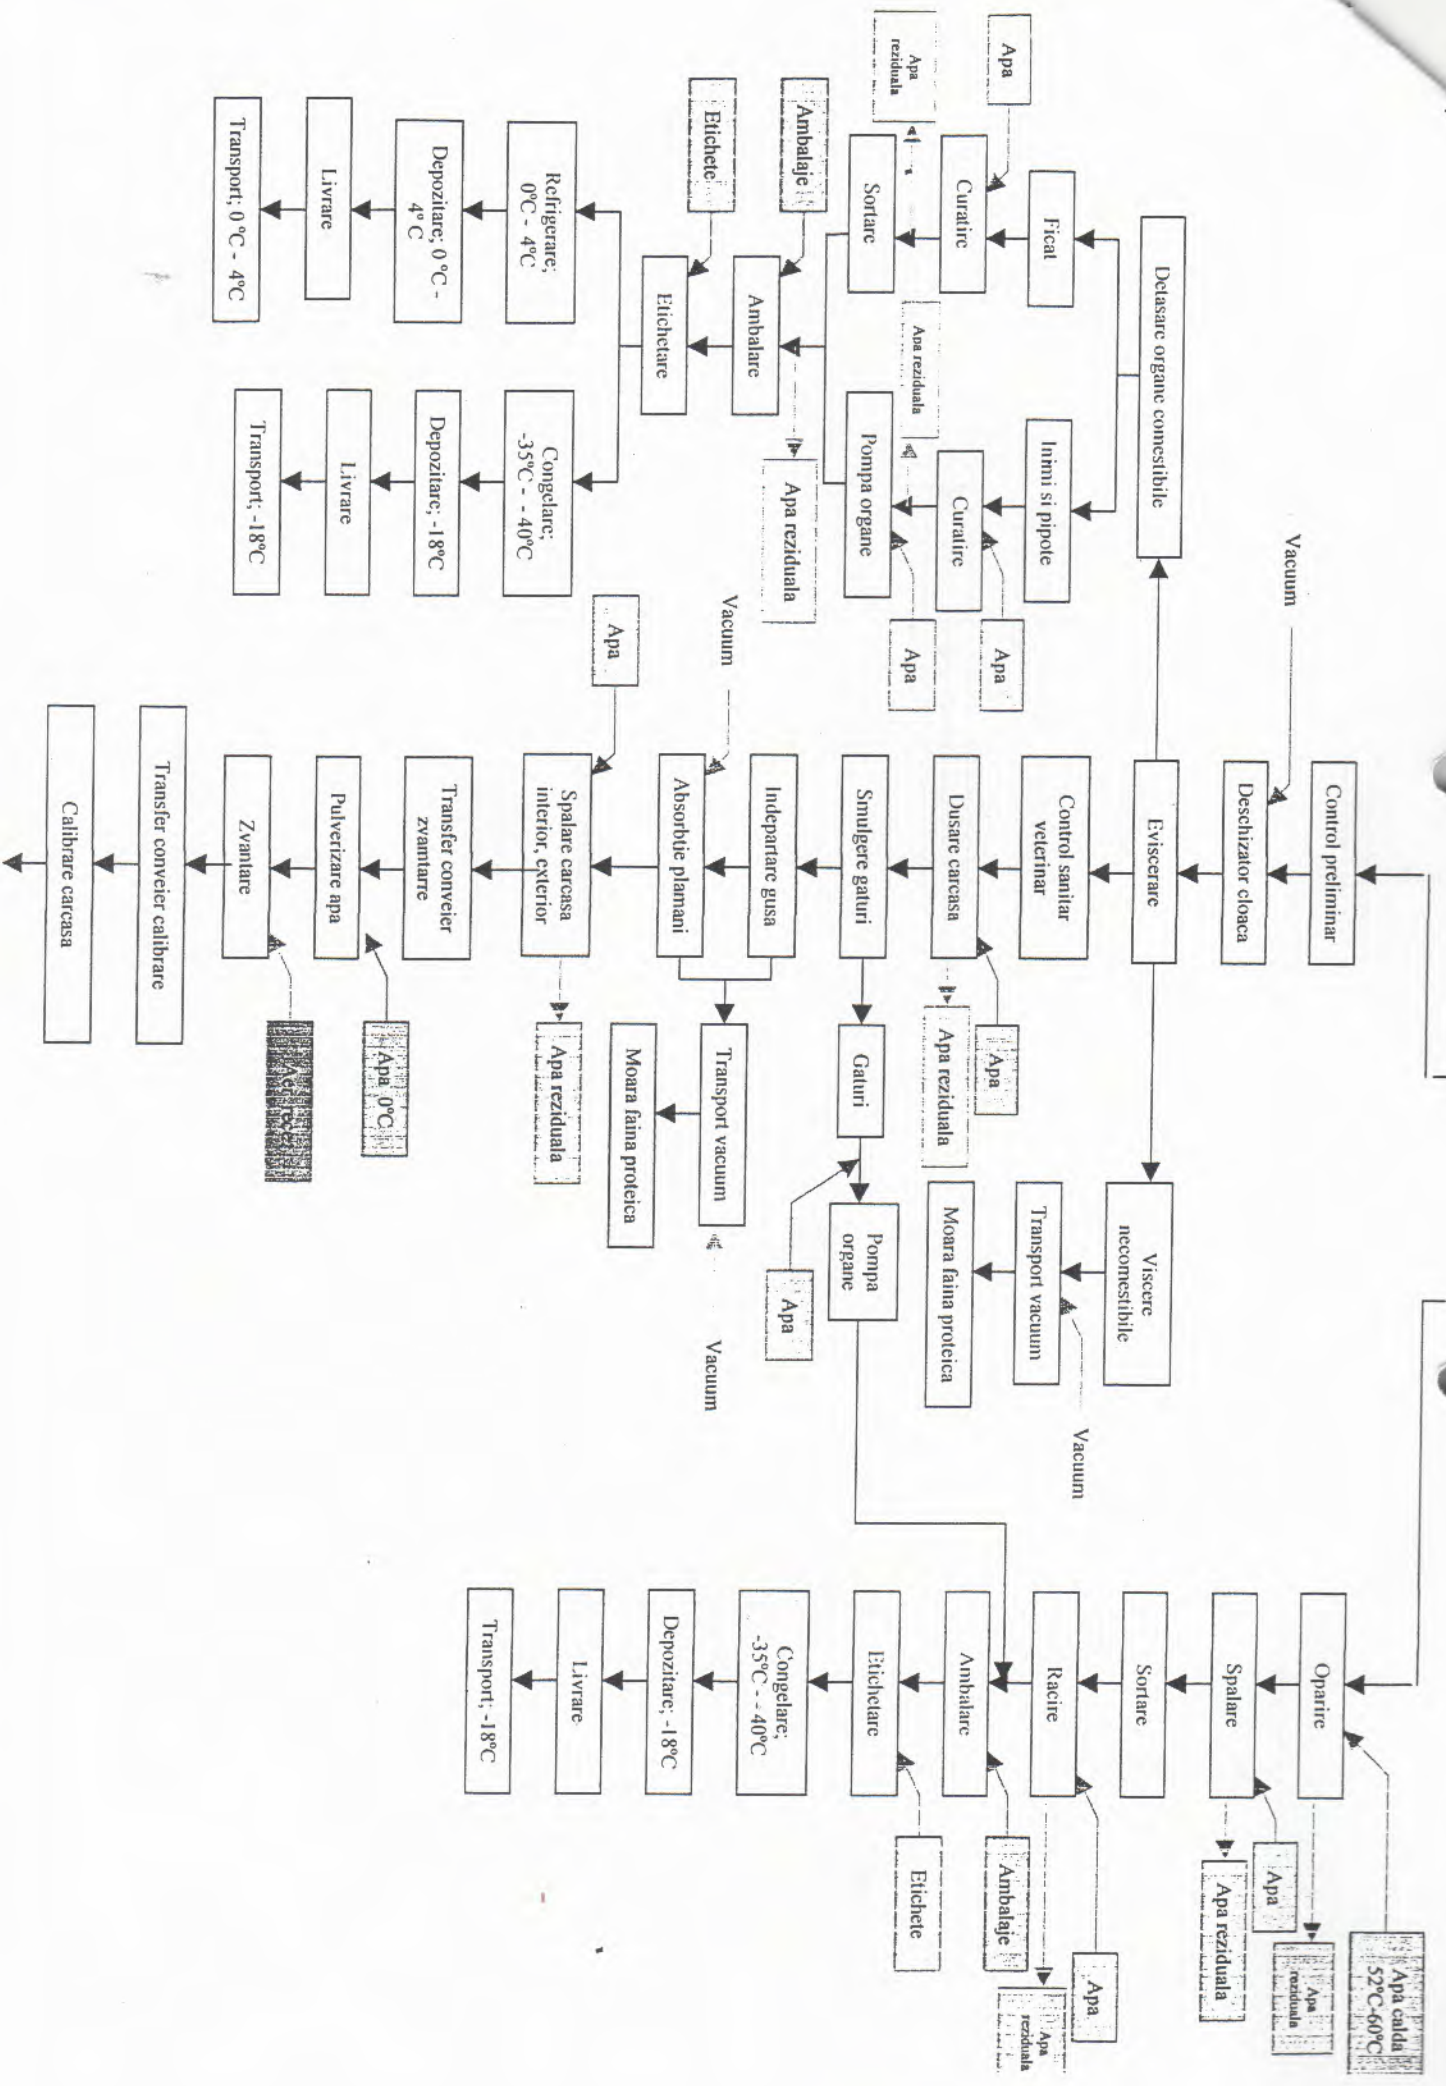 Control preliminar
Vacuum
Deschizator cloaca
Eviscerare
Detasare organe comestibile
Ficat
Inimi si pipote
Apa
Curatire
Curatire
Apa
Apa
reziduala
Sortare
Apa reziduala
Pompa organe
Apa
Ambalaje
Ambalare
Apa reziduala
Etichete
Etichetare
Refrigerare;
0°C - 4°C
Congelare;
-35°C - - 40°C
Depozitare; 0 °C -
4° C
Depozitare; -18°C
Livrare
Livrare
Transport; 0 °C - 4°C
Transport; -18°C
Control sanitar
veterinar
Dusare carcasa
Apa
Apa reziduala
Smulgere gaturi
Gaturi
Apa
Pompa
organe
Indepartare gusa
Vacuum
Absorbtie plamani
Transport vacuum
Vacuum
Moara faina proteica
Apa
Spalare carcasa
interior, exterior
Apa reziduala
Transfer conveier
zvamtarre
Pulverizare apa
Apa 0°C
Zvantare
Transfer conveier calibrare
Calibrare carcasa
Viscere
necomestibile
Transport vacuum
Vacuum
Moara faina proteica
Apa calda
52°C-60°C
Oparire
Apa
reziduala
Apa
Spalare
Apa reziduala
Sortare
Apa
Racire
Apa
reziduala
Ambalaje
Ambalare
Etichete
Etichetare
Congelare;
-35°C - - 40°C
Depozitare; -18°C
Livrare
Transport; -18°C